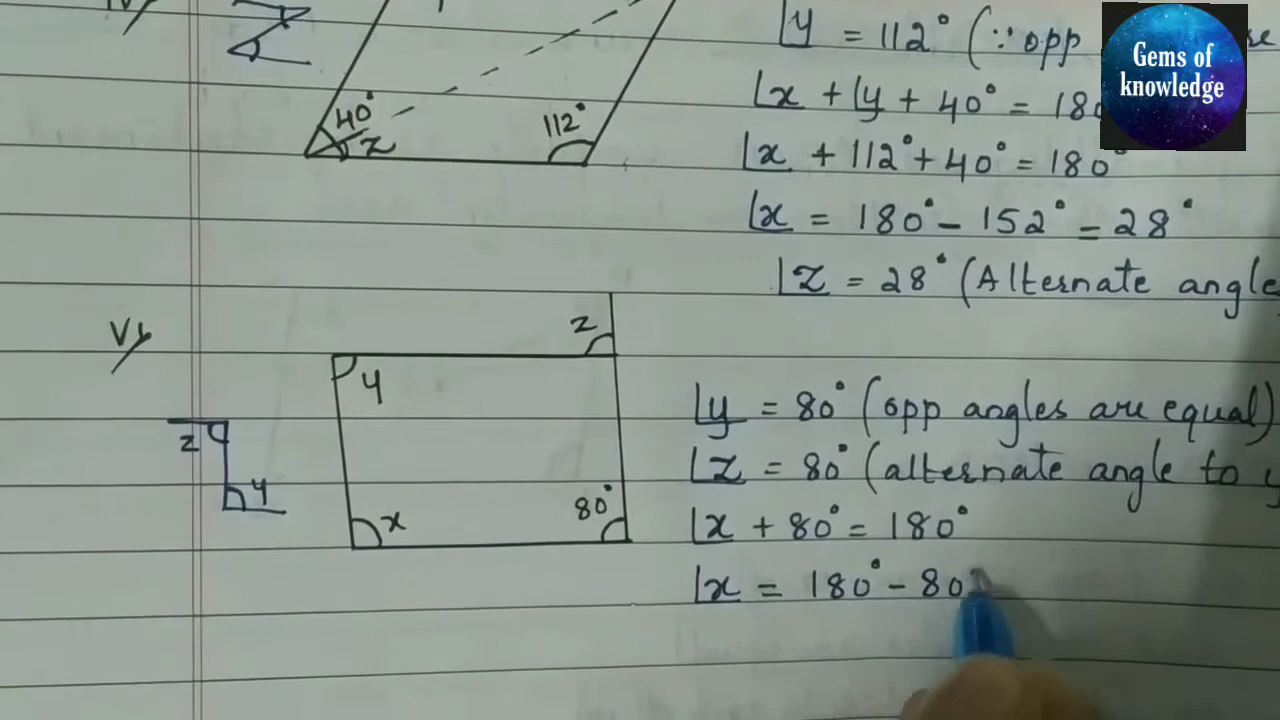 ∠y = 112° (∵ opp
Gems of
knowledge
∠x + ∠y + 40° = 180
∠x + 112° + 40° = 180°
∠x = 180° - 152° = 28°
∠z = 28° (Alternate angle
40°
z
112°
v
z
y
x
80°
z
y
∠y = 80° (opp angles are equal)
∠z = 80° (alternate angle to y
∠x + 80° = 180°
∠x = 180° - 80°